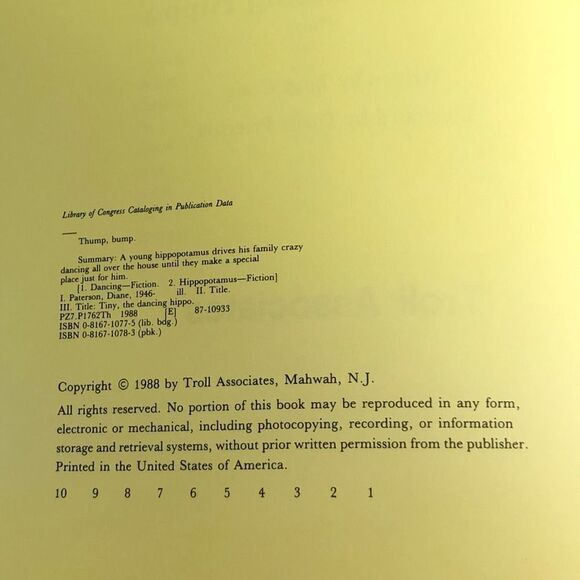 Library of Congress Cataloging in Publication Data
Thump, bump.
Summary: A young hippopotamus drives his family crazy
dancing all over the house until they make a special
place just for him.
[1. Dancing—Fiction. 2. Hippopotamus—Fiction]
I. Paterson, Diane, 1946- ill. II. Title.
III. Title: Tiny, the dancing hippo.
PZ7.P1762Th 1988 [E] 87-10933
ISBN 0-8167-1077-5 (lib. bdg.)
ISBN 0-8167-1078-3 (pbk.)
Copyright © 1988 by Troll Associates, Mahwah, N.J.
All rights reserved. No portion of this book may be reproduced in any form,
electronic or mechanical, including photocopying, recording, or information
storage and retrieval systems, without prior written permission from the publisher.
Printed in the United States of America.
10 9 8 7 6 5 4 3 2 1